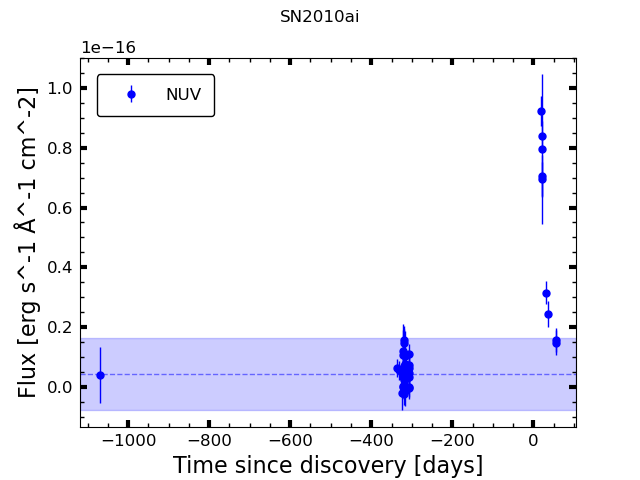 SN2010ai
1e−16
NUV
1.0
0.8
0.6
0.4
0.2
0.0
Flux [erg s^-1 Å^-1 cm^-2]
−1000
−800
−600
−400
−200
0
Time since discovery [days]